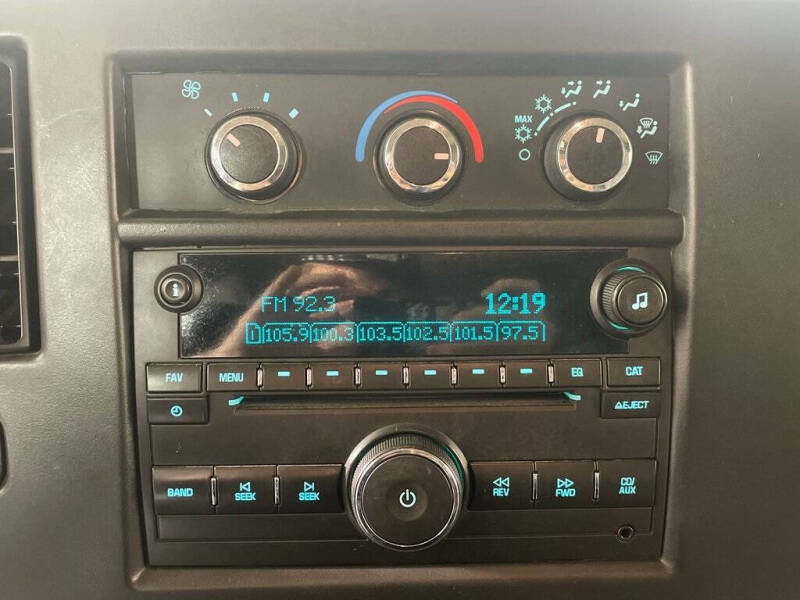 MAX
i
FM 92.3 12:19
1 105.9 100.3 103.5 102.5 101.5 97.5
FAV MENU EQ CAT
EJECT
BAND SEEK SEEK REV FWD CD/
AUX